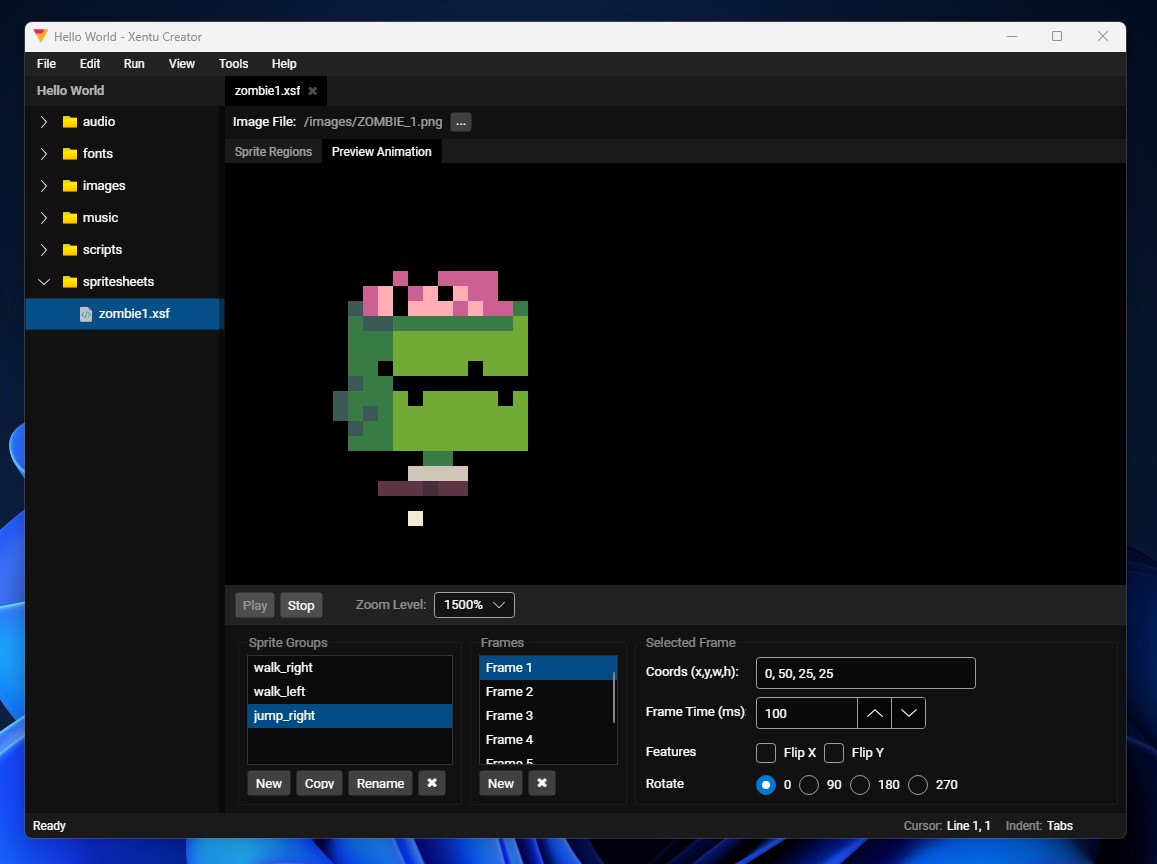 Hello World - Xentu Creator
File Edit Run View Tools Help
Hello World
zombie1.xsf
audio
fonts
images
music
scripts
spritesheets
zombie1.xsf
Image File: /images/ZOMBIE_1.png ...
Sprite Regions Preview Animation
Play Stop Zoom Level: 1500%
Sprite Groups
walk_right
walk_left
jump_right
New Copy Rename
Frames
Frame 1
Frame 2
Frame 3
Frame 4
Frame 5
New
Selected Frame
Coords (x,y,w,h): 0, 50, 25, 25
Frame Time (ms): 100
Features Flip X Flip Y
Rotate 0 90 180 270
Ready
Cursor: Line 1, 1 Indent: Tabs